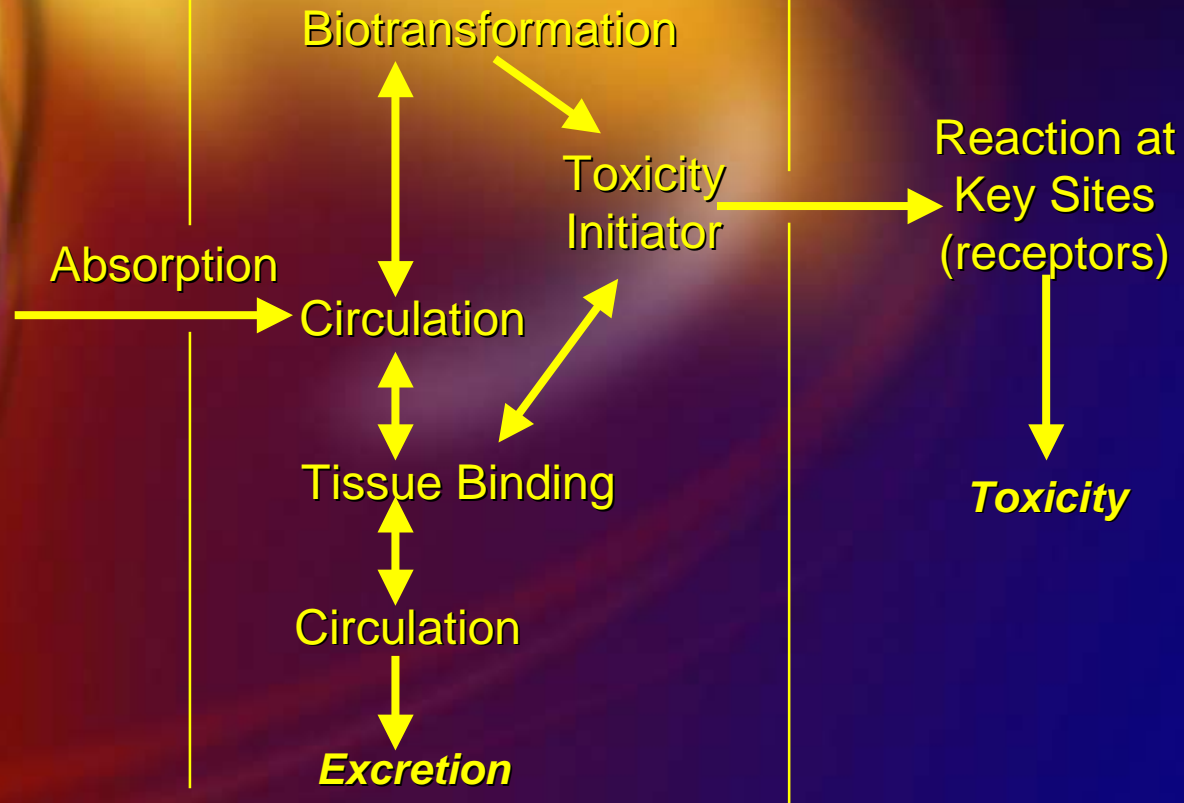 Biotransformation
Toxicity
Initiator
Reaction at
Key Sites
(receptors)
Absorption
Circulation
Tissue Binding
Toxicity
Circulation
Excretion